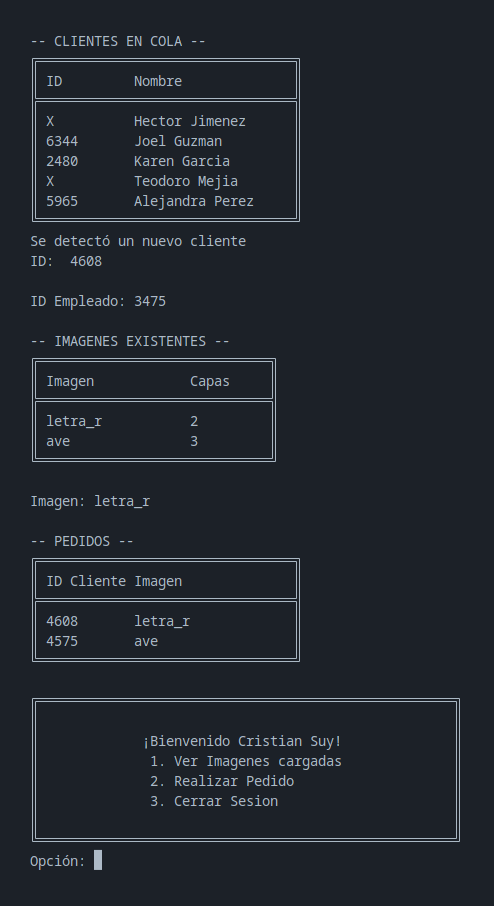 -- CLIENTES EN COLA --
ID Nombre
X Hector Jimenez
6344 Joel Guzman
2480 Karen Garcia
X Teodoro Mejia
5965 Alejandra Perez
Se detectó un nuevo cliente
ID:  4608
ID Empleado: 3475
-- IMAGENES EXISTENTES --
Imagen Capas
letra_r 2
ave 3
Imagen: letra_r
-- PEDIDOS --
ID Cliente Imagen
4608 letra_r
4575 ave
¡Bienvenido Cristian Suy!
1. Ver Imagenes cargadas
2. Realizar Pedido
3. Cerrar Sesion
Opción: